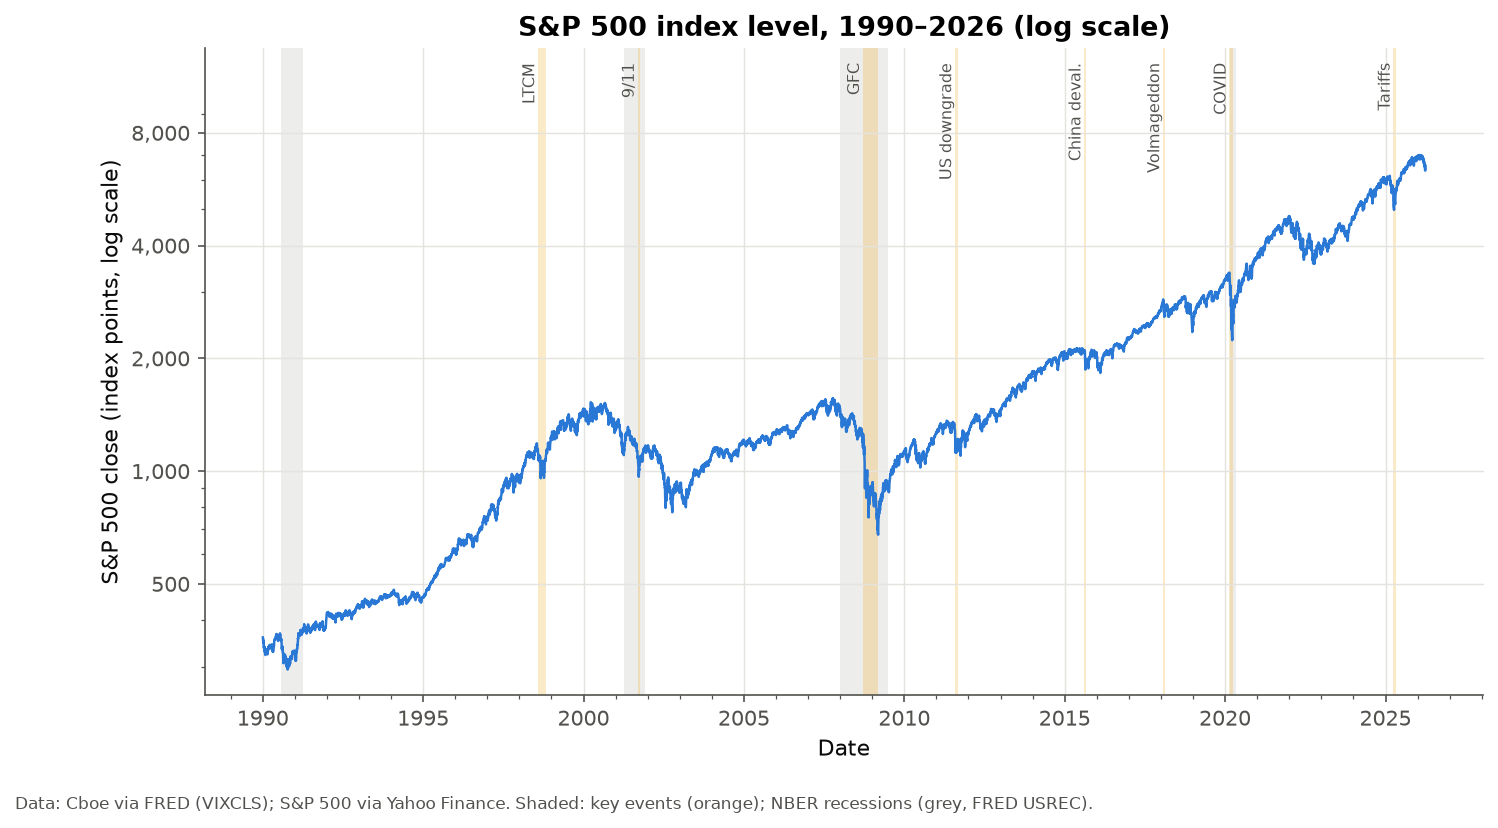 S&P 500 index level, 1990–2026 (log scale)
S&P 500 close (index points, log scale)
8,000
4,000
2,000
1,000
500
LTCM
9/11
GFC
US downgrade
China deval.
Volmageddon
COVID
Tariffs
1990
1995
2000
2005
2010
2015
2020
2025
Date
Data: Cboe via FRED (VIXCLS); S&P 500 via Yahoo Finance. Shaded: key events (orange); NBER recessions (grey, FRED USREC).